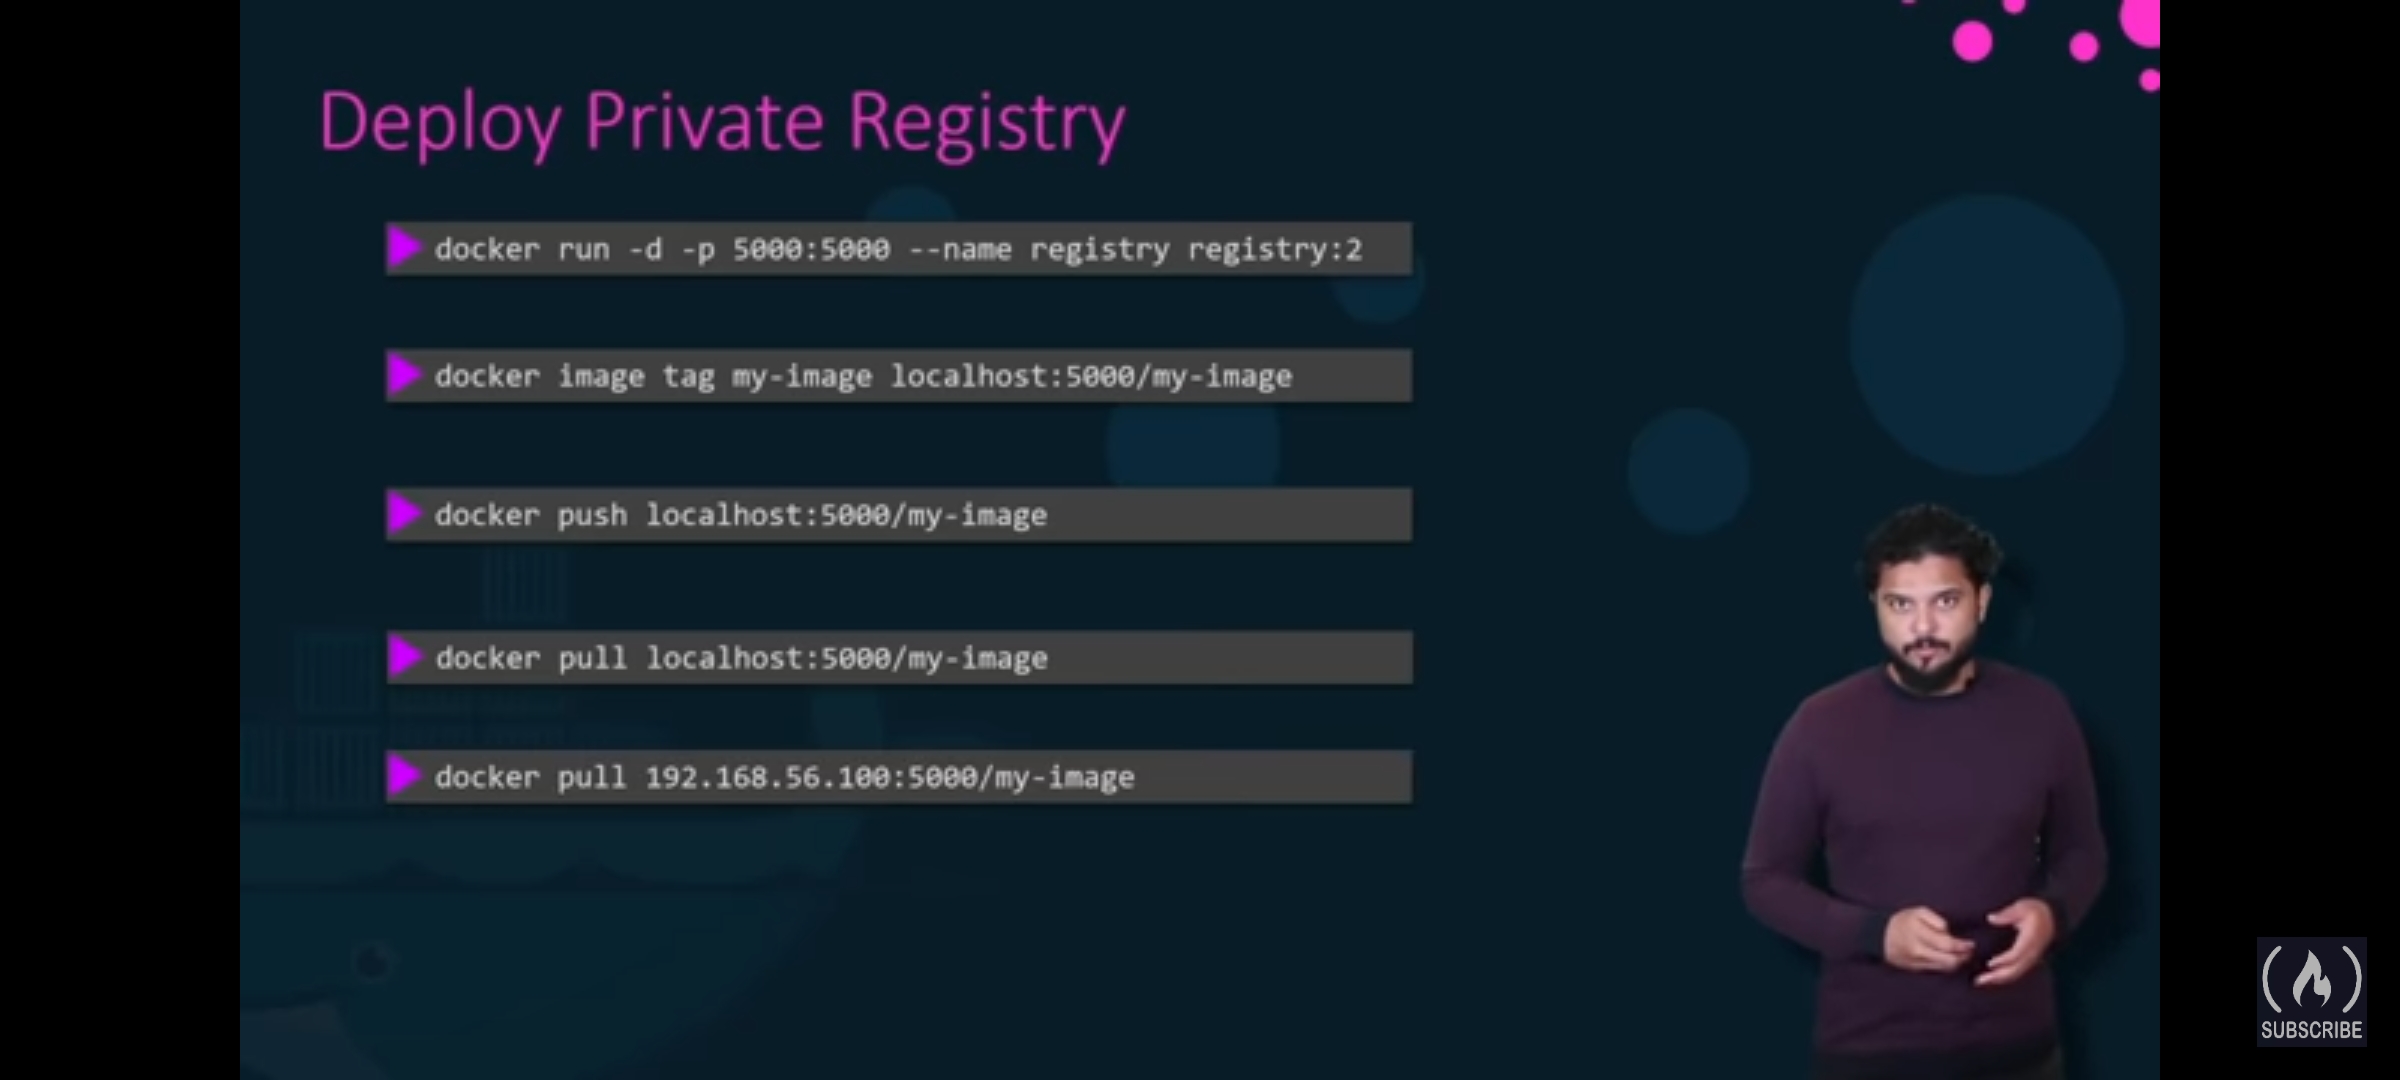 Deploy Private Registry
docker run -d -p 5000:5000 --name registry registry:2
docker image tag my-image localhost:5000/my-image
docker push localhost:5000/my-image
docker pull localhost:5000/my-image
docker pull 192.168.56.100:5000/my-image
SUBSCRIBE